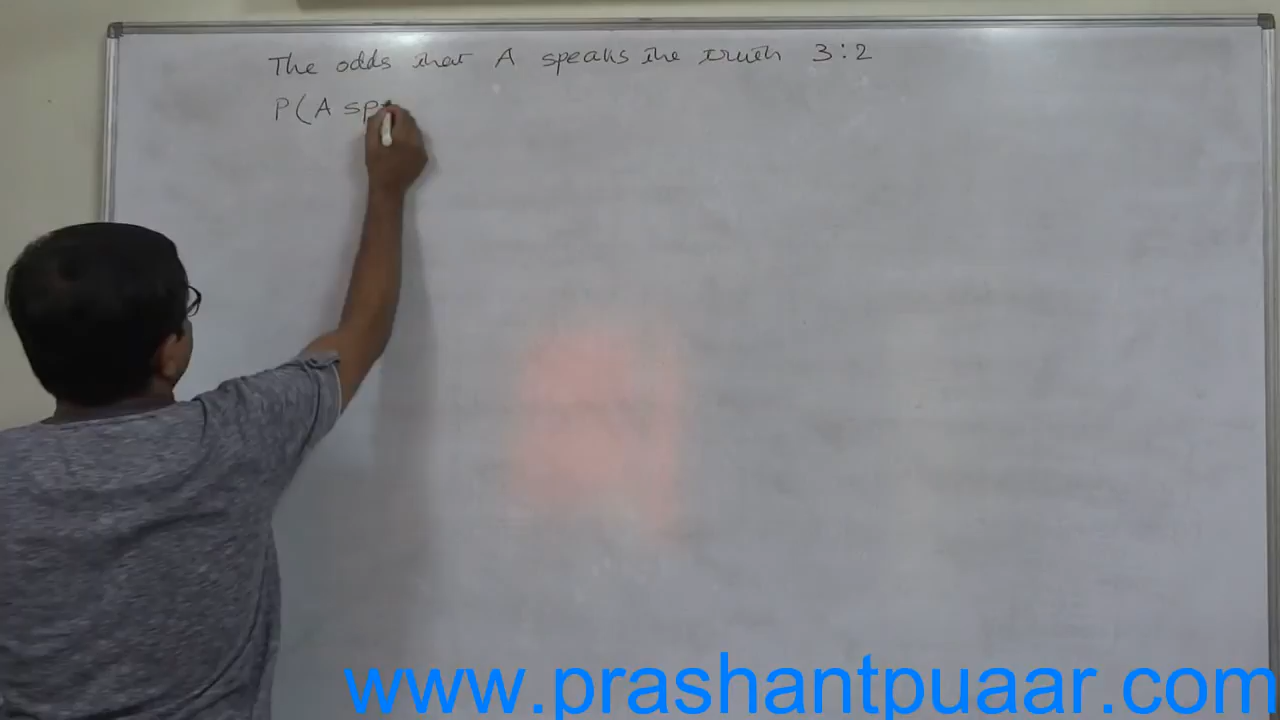 The odds that A speaks the truth 3:2
P(A sp
www.prashantpuaar.com